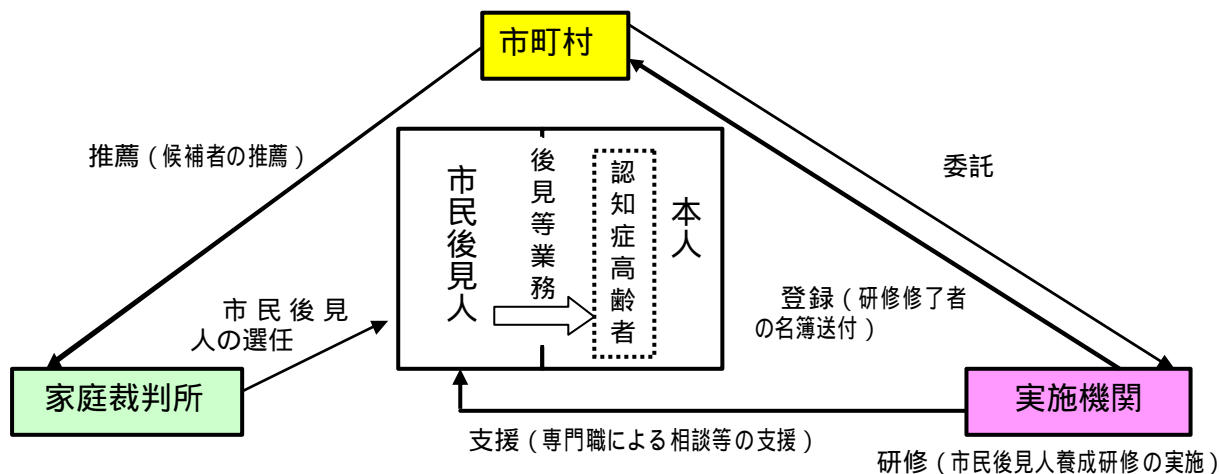 市町村
推薦（候補者の推薦）
委託
市民後見人
後見等業務
認知症高齢者
本人
登録（研修修了者
の名簿送付）
市民後見
人の選任
家庭裁判所
実施機関
支援（専門職による相談等の支援）
研修（市民後見人養成研修の実施）